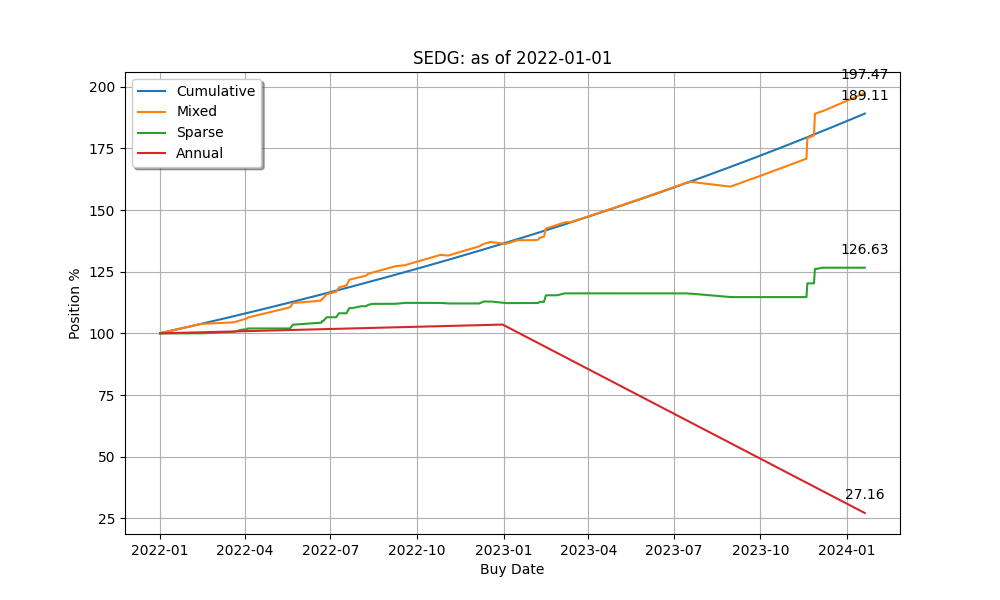 SEDG: as of 2022-01-01
Cumulative
Mixed
Sparse
Annual
197.47
189.11
126.63
27.16
200
175
150
125
100
75
50
25
Position %
2022-01 2022-04 2022-07 2022-10 2023-01 2023-04 2023-07 2023-10 2024-01
Buy Date